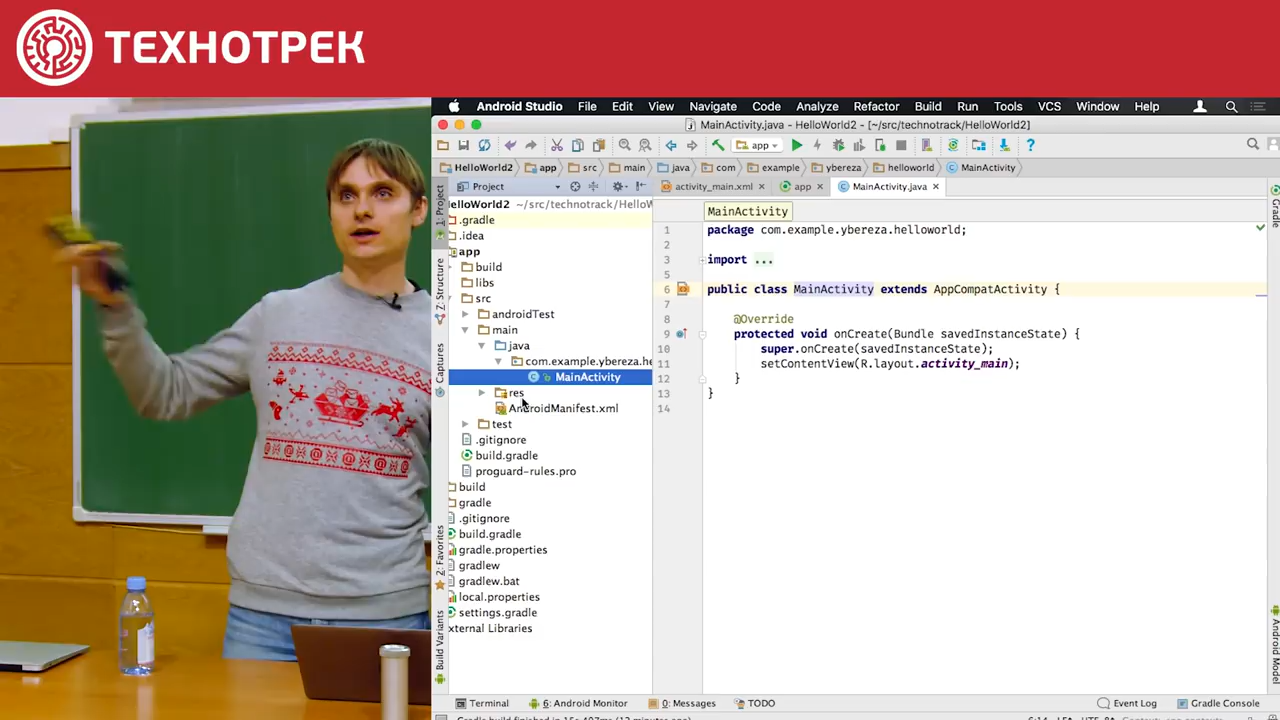 ТЕХНОТРЕК
Android Studio File Edit View Navigate Code Analyze Refactor Build Run Tools VCS Window Help
MainActivity.java - HelloWorld2 - [~/src/technotrack/HelloWorld2]
app
HelloWorld2 app src main java com example ybereza helloworld MainActivity
Project
activity_main.xml app MainActivity.java
1: Project
7: Structure
Captures
2: Favorites
Build Variants
elloWorld2 ~/src/technotrack/HelloW
.gradle
.idea
app
build
libs
src
androidTest
main
java
com.example.ybereza.he
MainActivity
res
AndroidManifest.xml
test
.gitignore
build.gradle
proguard-rules.pro
build
gradle
.gitignore
build.gradle
gradle.properties
gradlew
gradlew.bat
local.properties
settings.gradle
xternal Libraries
MainActivity
1 package com.example.ybereza.helloworld;
2
3 import ...
5
6 public class MainActivity extends AppCompatActivity {
7
8 @Override
9 protected void onCreate(Bundle savedInstanceState) {
10 super.onCreate(savedInstanceState);
11 setContentView(R.layout.activity_main);
12 }
13 }
14
Gradle
Android Model
Terminal 6: Android Monitor 0: Messages TODO Event Log Gradle Console